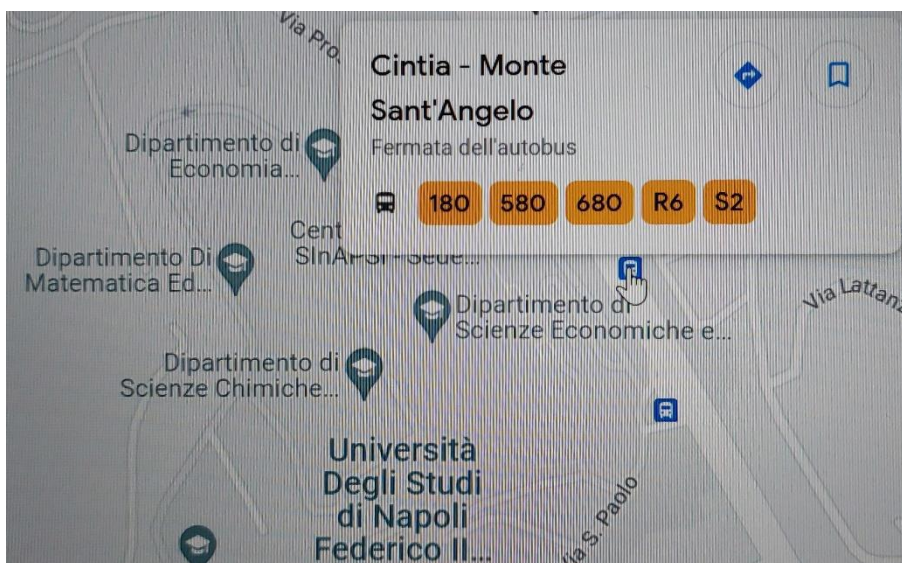 Via Pro
Cintia - Monte
Sant'Angelo
Fermata dell'autobus
180 580 680 R6 S2
Dipartimento di
Economia...
Cent
SInAPSi - Sede...
Dipartimento Di
Matematica Ed...
Dipartimento di
Scienze Economiche e...
Via Lattanz
Dipartimento di
Scienze Chimiche...
Università
Degli Studi
di Napoli
Federico II...
Via S. Paolo